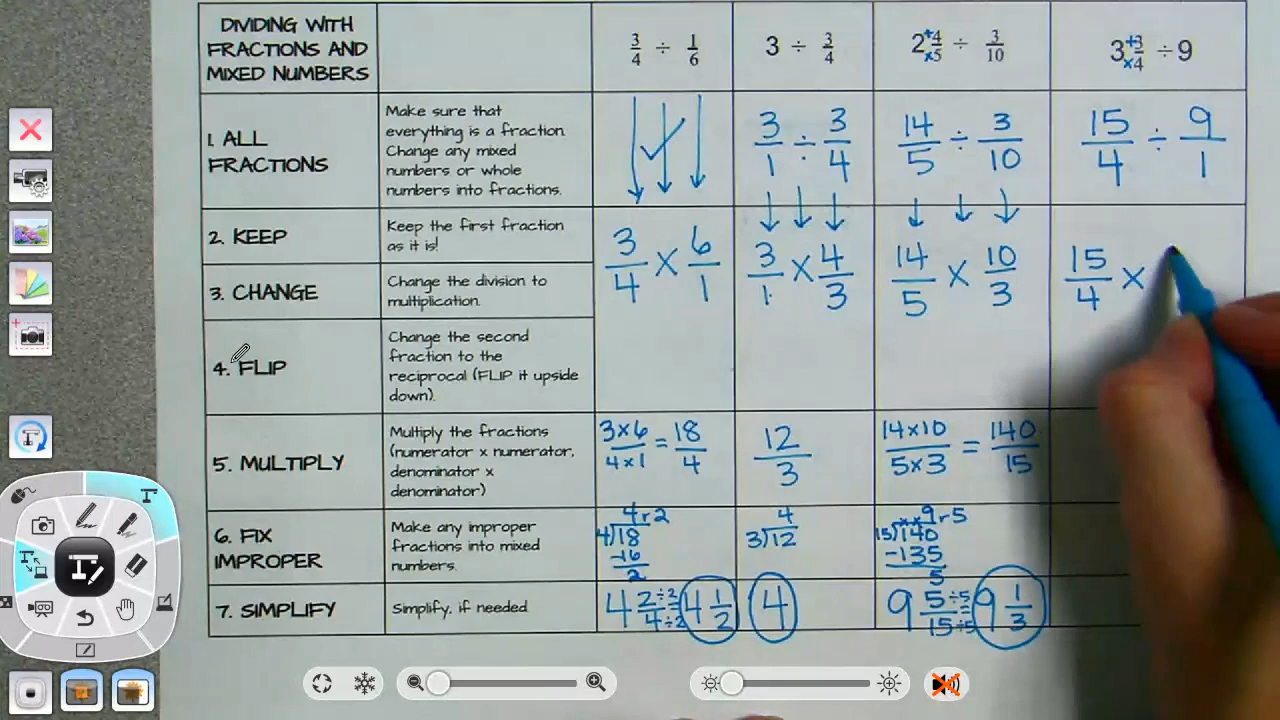 DIVIDING WITH
FRACTIONS AND
MIXED NUMBERS
3/4 ÷ 1/6
3 ÷ 3/4
2 +4/×5 ÷ 3/10
3 +3/×4 ÷ 9
1. ALL
FRACTIONS
Make sure that
everything is a fraction.
Change any mixed
numbers or whole
numbers into fractions.
3/1 ÷ 3/4
14/5 ÷ 3/10
15/4 ÷ 9/1
2. KEEP
Keep the first fraction
as it is!
3. CHANGE
Change the division to
multiplication.
4. FLIP
Change the second
fraction to the
reciprocal (FLIP it upside
down).
3/4 × 6/1
3/1 × 4/3
14/5 × 10/3
15/4 ×
5. MULTIPLY
Multiply the fractions
(numerator x numerator,
denominator x
denominator)
3×6/4×1 = 18/4
12/3
14×10/5×3 = 140/15
6. FIX
IMPROPER
Make any improper
fractions into mixed
numbers.
4r2
4)18
-16
2
4
3)12
9r5
15)140
-135
5
7. SIMPLIFY
Simplify, if needed
4 2/4 ÷2/÷2 = 4 1/2
4
9 5/15 ÷5/÷5 = 9 1/3